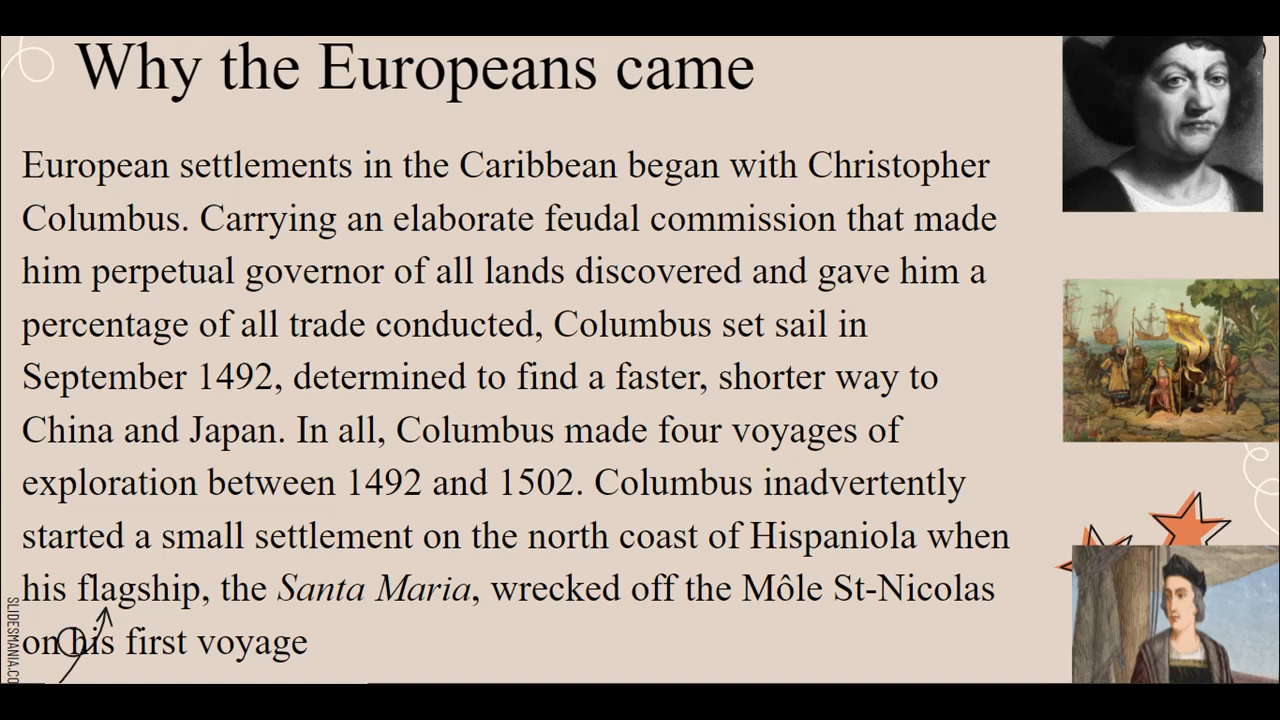 Why the Europeans came
European settlements in the Caribbean began with Christopher
Columbus. Carrying an elaborate feudal commission that made
him perpetual governor of all lands discovered and gave him a
percentage of all trade conducted, Columbus set sail in
September 1492, determined to find a faster, shorter way to
China and Japan. In all, Columbus made four voyages of
exploration between 1492 and 1502. Columbus inadvertently
started a small settlement on the north coast of Hispaniola when
his flagship, the Santa Maria, wrecked off the Môle St-Nicolas
on his first voyage
SLIDESMANIA.CO